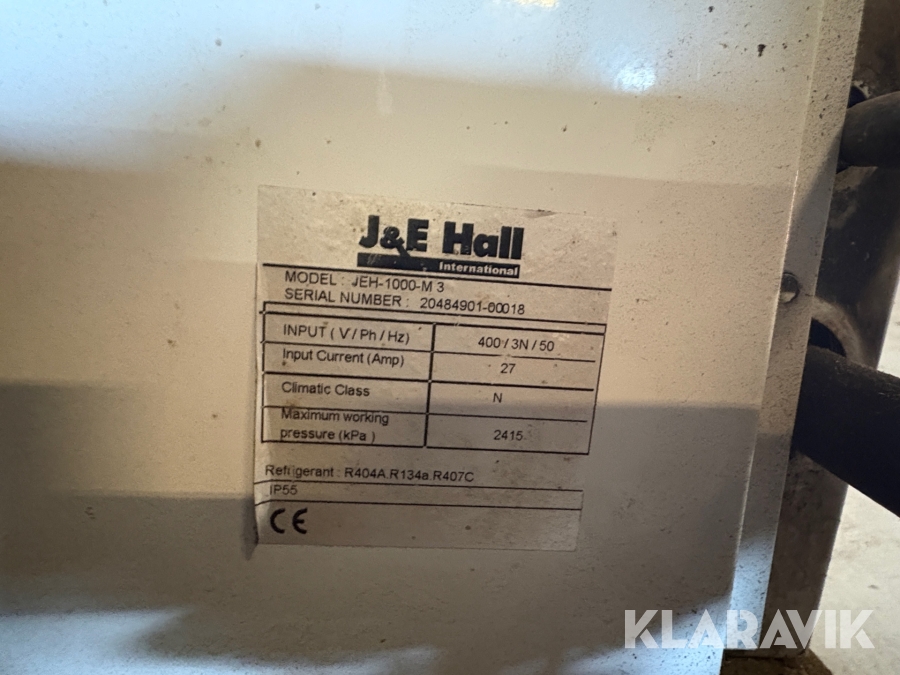 J&E Hall
International
MODEL : JEH-1000-M 3
SERIAL NUMBER : 20484901-00018
INPUT ( V / Ph / Hz) 400 / 3N / 50
Input Current (Amp) 27
Climatic Class N
Maximum working
pressure (kPa ) 2415
Refrigerant : R404A.R134a.R407C
IP55
CE
KLARAVIK